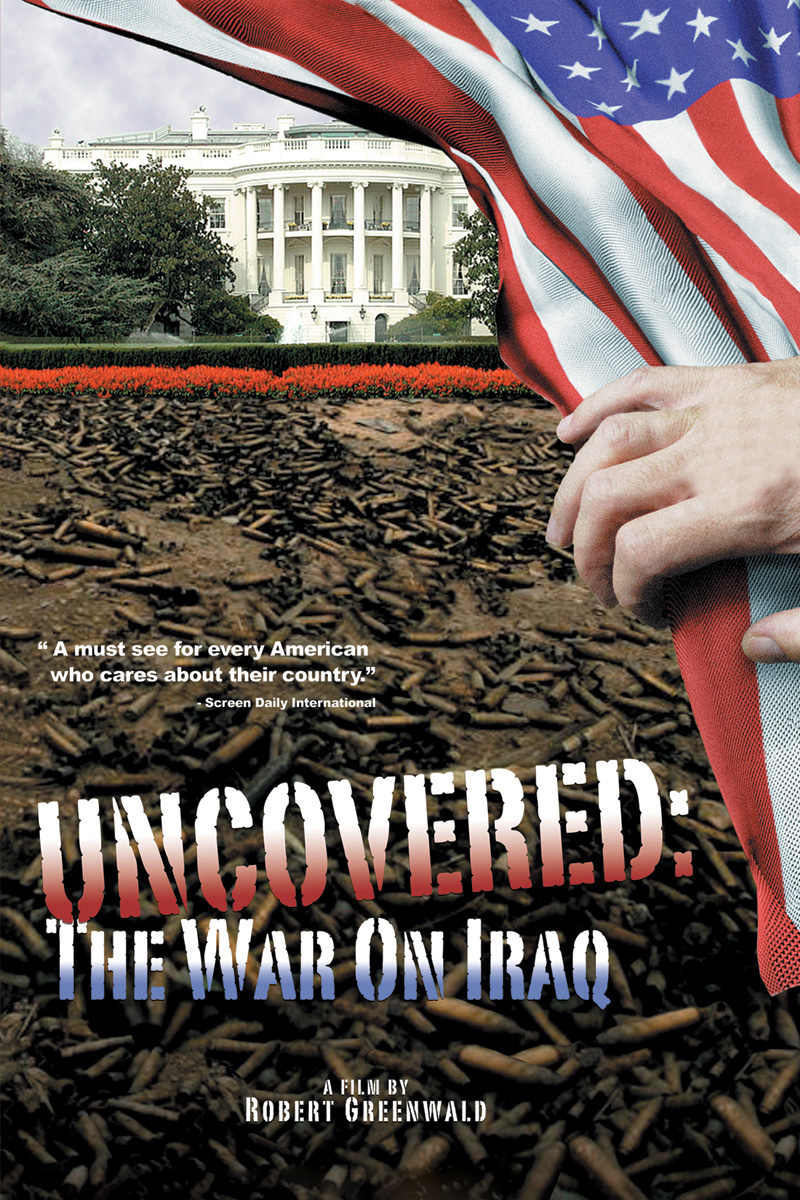 “ A must see for every American
who cares about their country.”
- Screen Daily International
UNCOVERED:
THE WAR ON IRAQ
A FILM BY
ROBERT GREENWALD